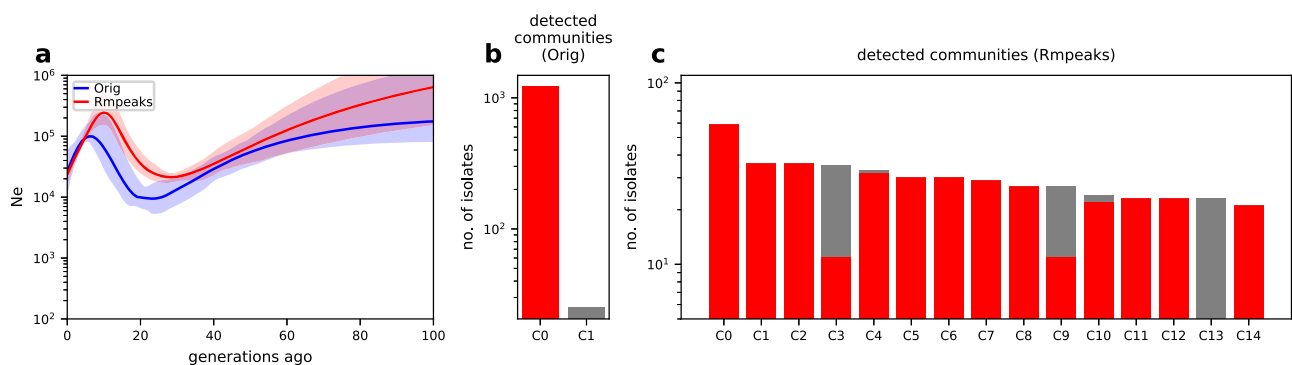 a
Ne
10^6
10^5
10^4
10^3
10^2
Orig
Rmpeaks
0 20 40 60 80 100
generations ago
b
detected
communities
(Orig)
no. of isolates
10^3
10^2
C0 C1
c
detected communities (Rmpeaks)
no. of isolates
10^2
10^1
C0 C1 C2 C3 C4 C5 C6 C7 C8 C9 C10 C11 C12 C13 C14